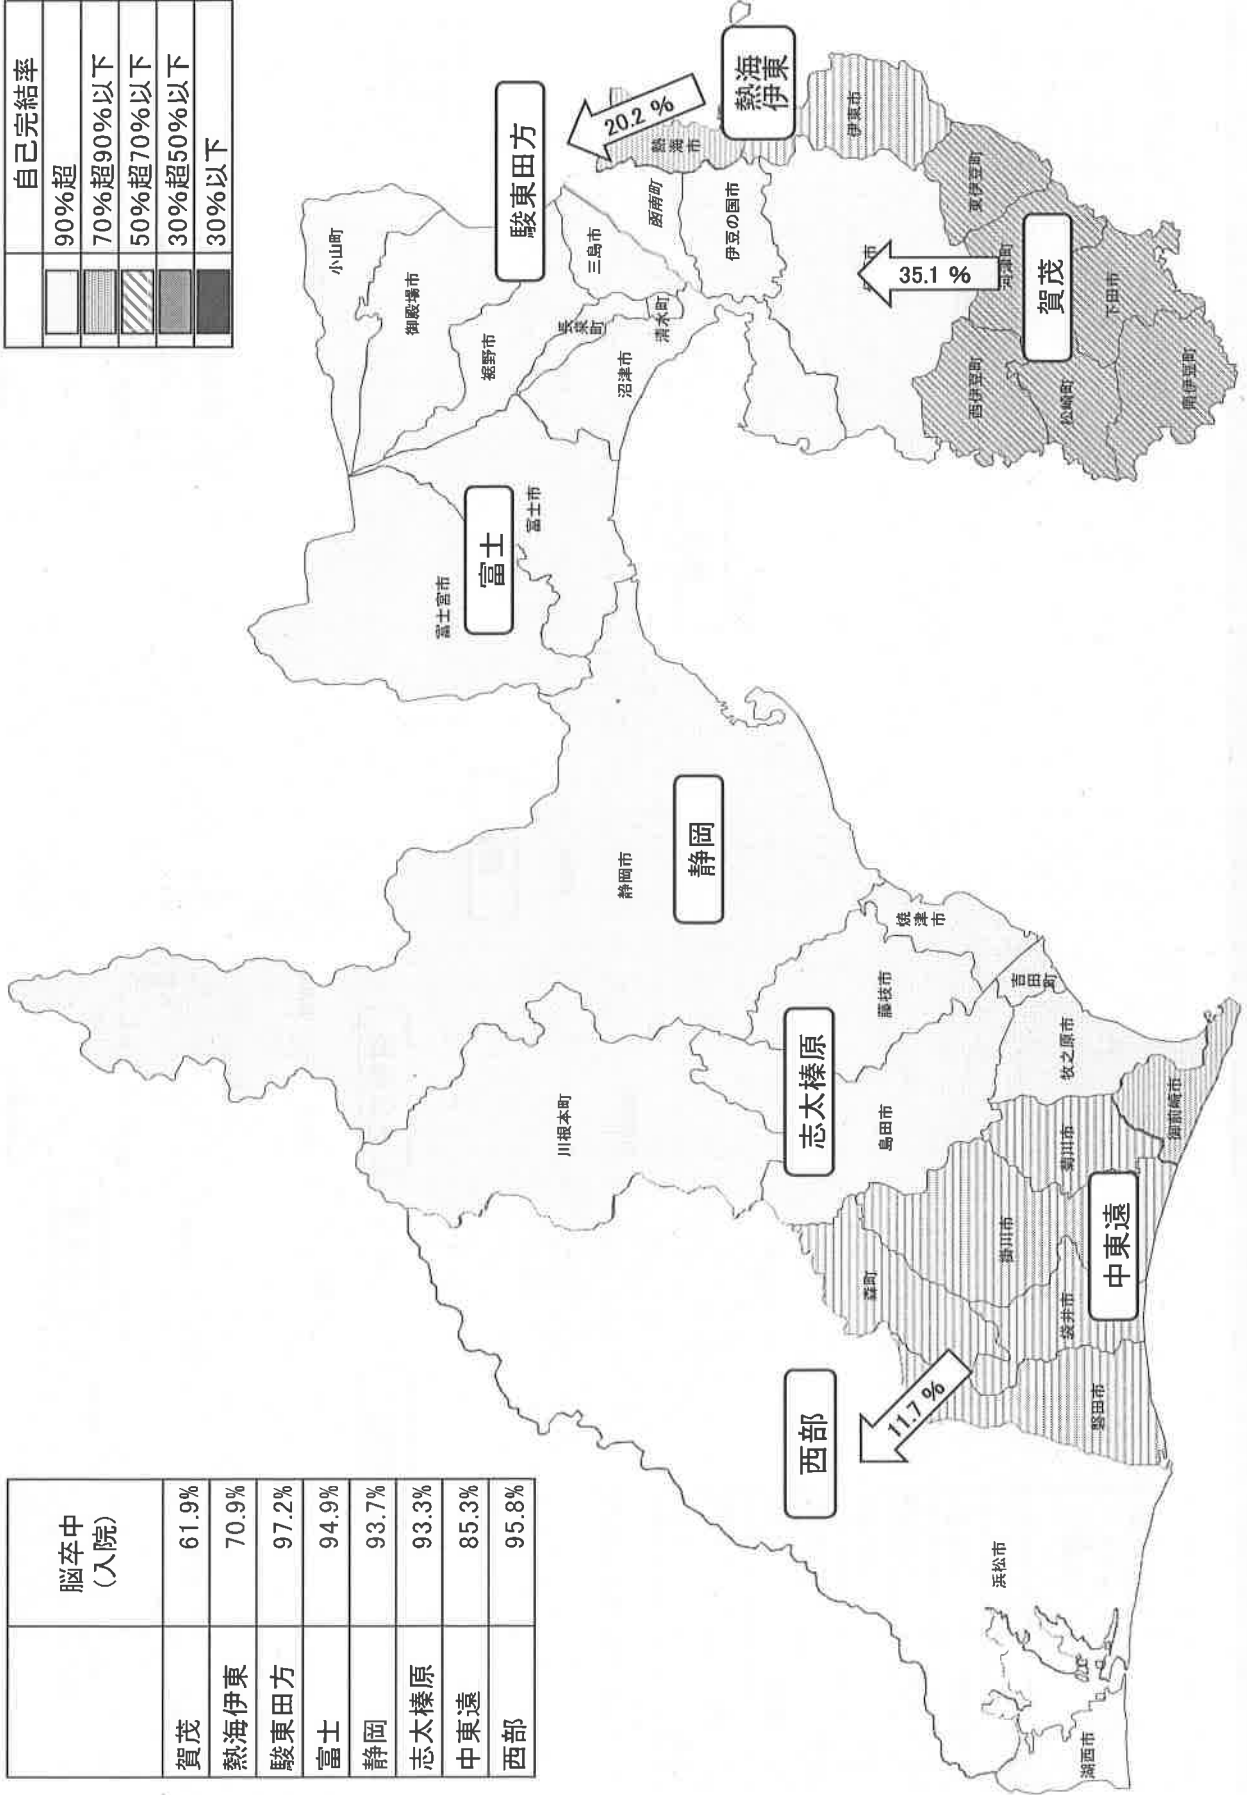 脳卒中
(入院)
賀茂 61.9%
熱海伊東 70.9%
駿東田方 97.2%
富士 94.9%
静岡 93.7%
志太榛原 93.3%
中東遠 85.3%
西部 95.8%
自己完結率
90%超
70%超90%以下
50%超70%以下
30%超50%以下
30%以下
小山町
御殿場市
裾野市
駿東田方
三島市
函南町
長泉町
清水町
沼津市
伊豆の国市
20.2 %
熱海市
熱海
伊東
伊東市
東伊豆町
市
35.1 %
賀茂
下田市
西伊豆町
松崎町
南伊豆町
富士宮市
富士
富士市
静岡市
静岡
川根本町
志太榛原
藤枝市
焼津市
島田市
吉田町
牧之原市
御前崎市
菊川市
掛川市
森町
袋井市
中東遠
磐田市
11.7 %
西部
浜松市
湖西市